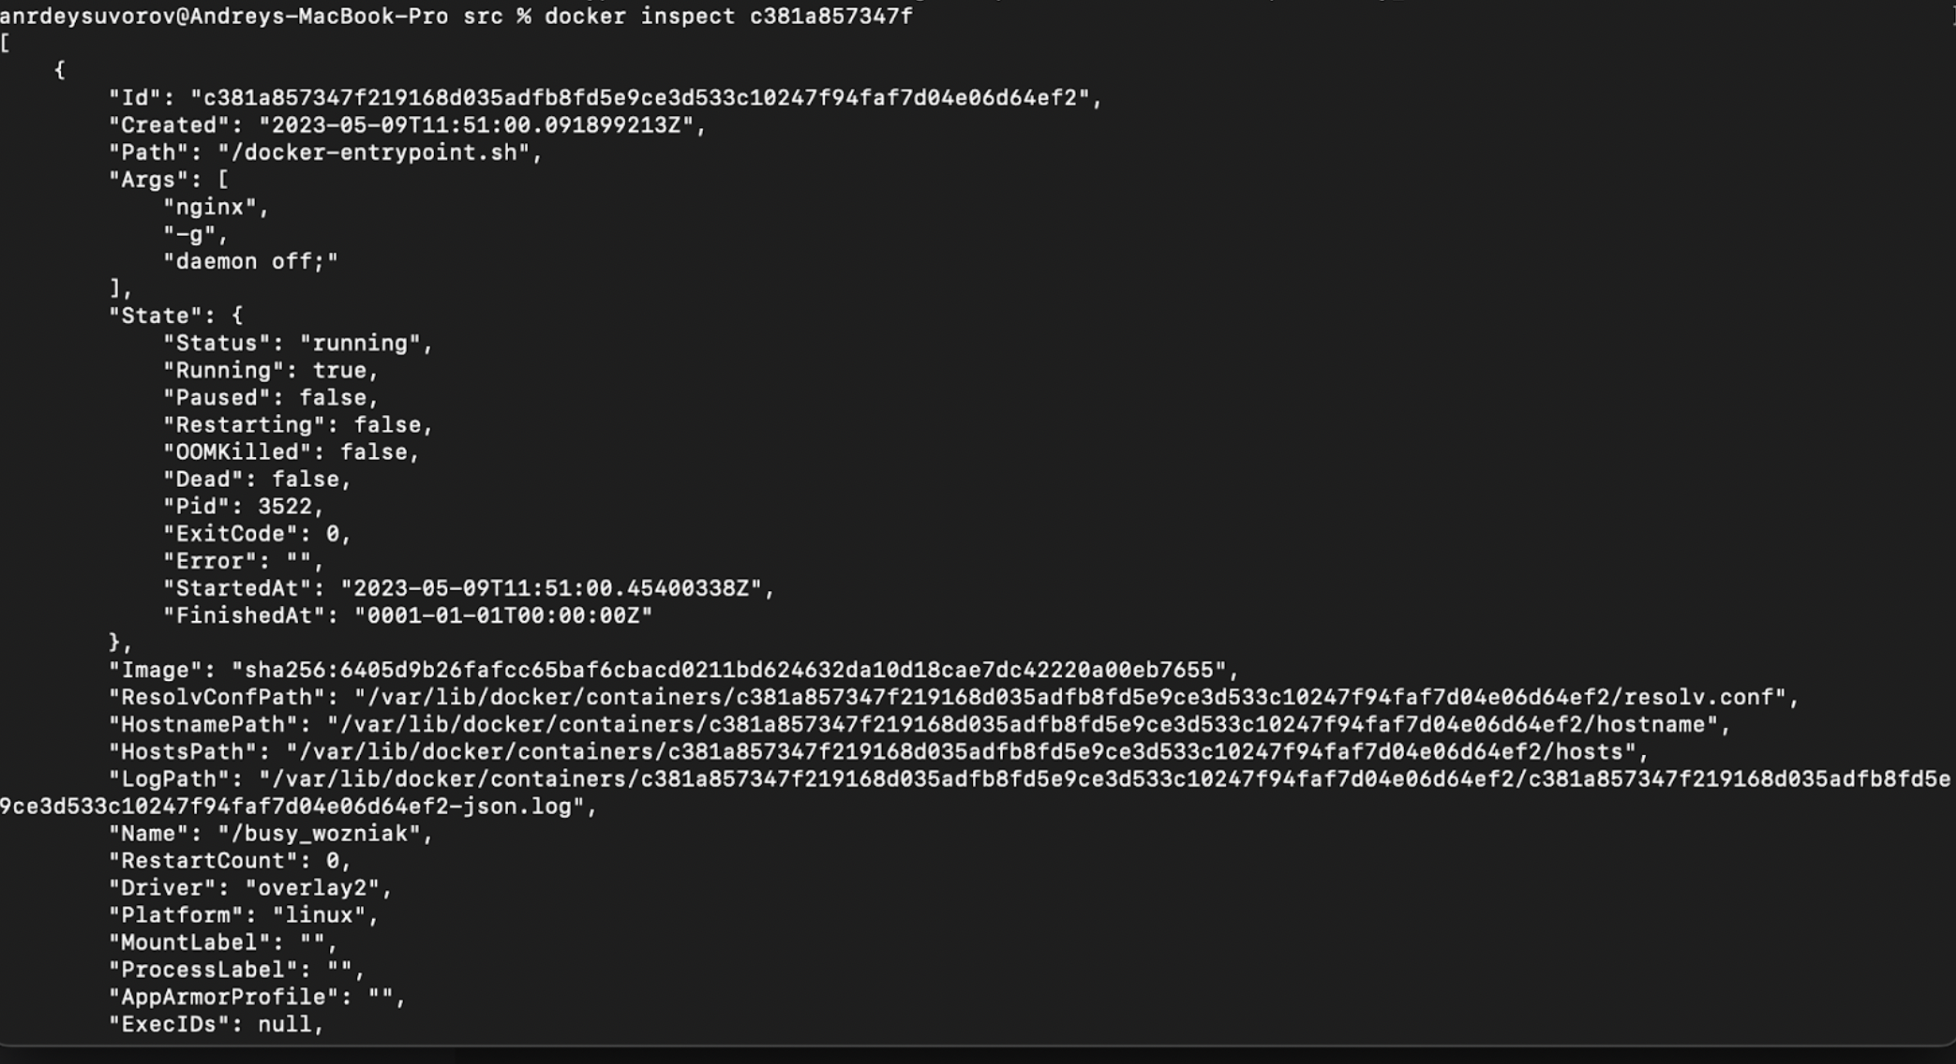 anrdeysuvorov@Andreys-MacBook-Pro src % docker inspect c381a857347f
[
    {
        "Id": "c381a857347f219168d035adfb8fd5e9ce3d533c10247f94faf7d04e06d64ef2",
        "Created": "2023-05-09T11:51:00.091899213Z",
        "Path": "/docker-entrypoint.sh",
        "Args": [
            "nginx",
            "-g",
            "daemon off;"
        ],
        "State": {
            "Status": "running",
            "Running": true,
            "Paused": false,
            "Restarting": false,
            "OOMKilled": false,
            "Dead": false,
            "Pid": 3522,
            "ExitCode": 0,
            "Error": "",
            "StartedAt": "2023-05-09T11:51:00.45400338Z",
            "FinishedAt": "0001-01-01T00:00:00Z"
        },
        "Image": "sha256:6405d9b26fafcc65baf6cbacd0211bd624632da10d18cae7dc42220a00eb7655",
        "ResolvConfPath": "/var/lib/docker/containers/c381a857347f219168d035adfb8fd5e9ce3d533c10247f94faf7d04e06d64ef2/resolv.conf",
        "HostnamePath": "/var/lib/docker/containers/c381a857347f219168d035adfb8fd5e9ce3d533c10247f94faf7d04e06d64ef2/hostname",
        "HostsPath": "/var/lib/docker/containers/c381a857347f219168d035adfb8fd5e9ce3d533c10247f94faf7d04e06d64ef2/hosts",
        "LogPath": "/var/lib/docker/containers/c381a857347f219168d035adfb8fd5e9ce3d533c10247f94faf7d04e06d64ef2/c381a857347f219168d035adfb8fd5e
9ce3d533c10247f94faf7d04e06d64ef2-json.log",
        "Name": "/busy_wozniak",
        "RestartCount": 0,
        "Driver": "overlay2",
        "Platform": "linux",
        "MountLabel": "",
        "ProcessLabel": "",
        "AppArmorProfile": "",
        "ExecIDs": null,